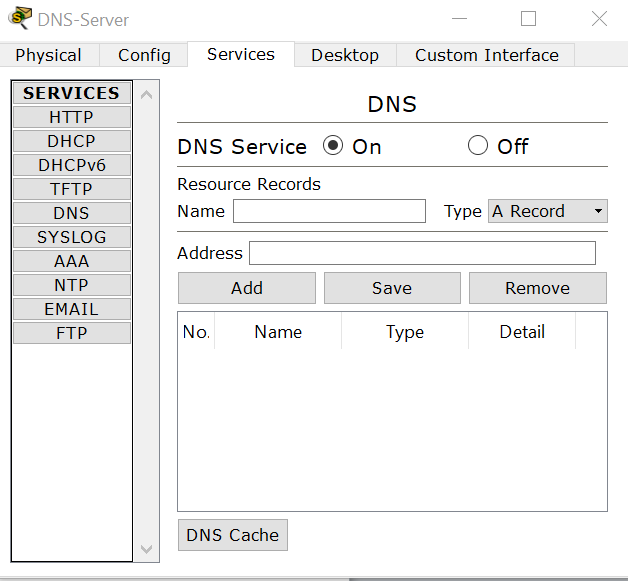 DNS-Server
Physical Config Services Desktop Custom Interface
SERVICES
HTTP
DHCP
DHCPv6
TFTP
DNS
SYSLOG
AAA
NTP
EMAIL
FTP
DNS
DNS Service On Off
Resource Records
Name Type A Record
Address
Add Save Remove
No. Name Type Detail
DNS Cache